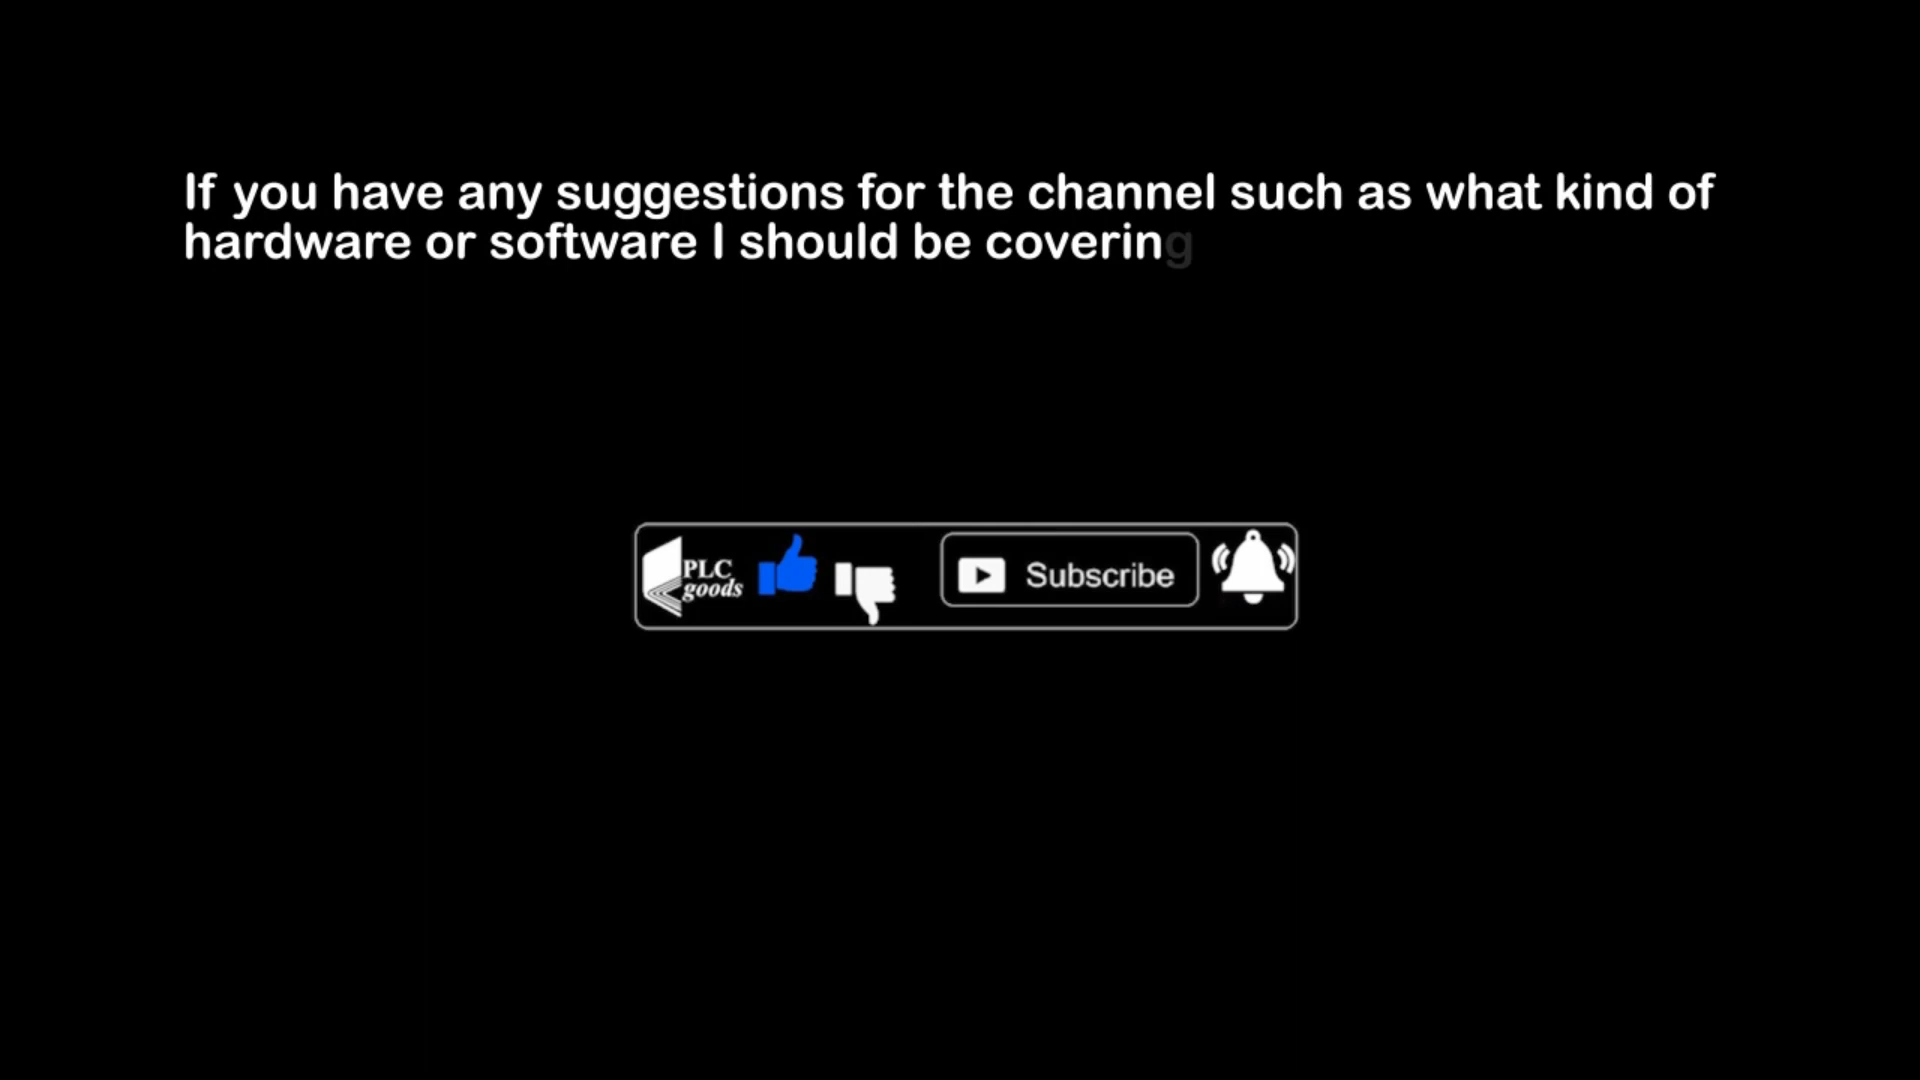 If you have any suggestions for the channel such as what kind of
hardware or software I should be covering
PLC
goods
Subscribe